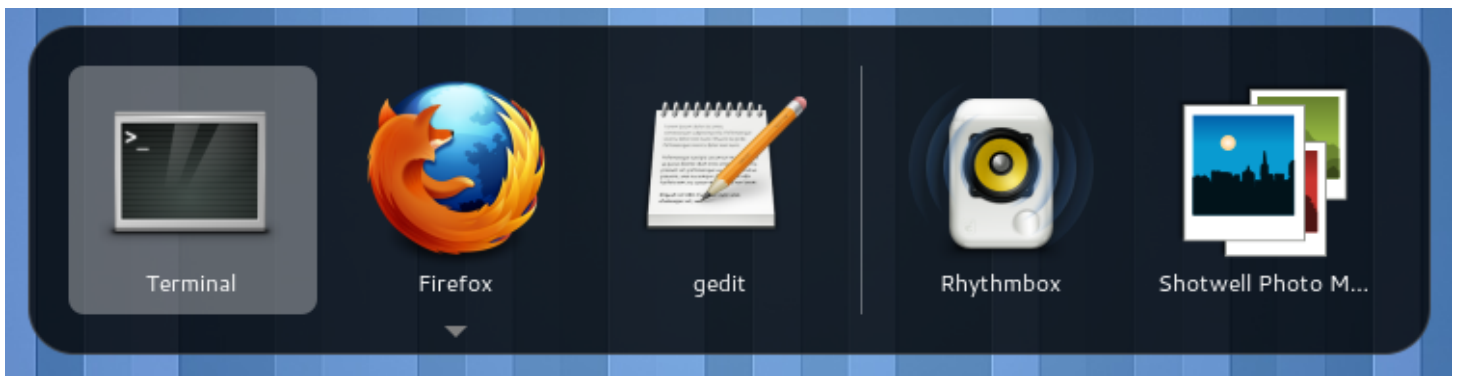 >_
Terminal
Firefox
gedit
Rhythmbox
Shotwell Photo M...